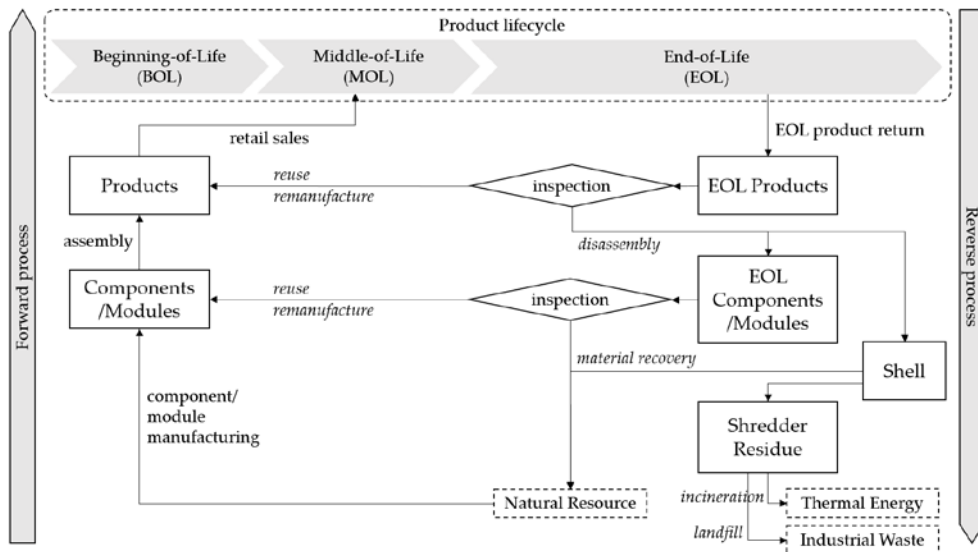 Product lifecycle
Beginning-of-Life
(BOL)
Middle-of-Life
(MOL)
End-of-Life
(EOL)
retail sales
EOL product return
Products
reuse
remanufacture
inspection
EOL Products
assembly
disassembly
Components
/Modules
reuse
remanufacture
inspection
EOL
Components
/Modules
material recovery
Shell
component/
module
manufacturing
Shredder
Residue
Natural Resource
incineration
Thermal Energy
landfill
Industrial Waste
Forward process
Reverse process